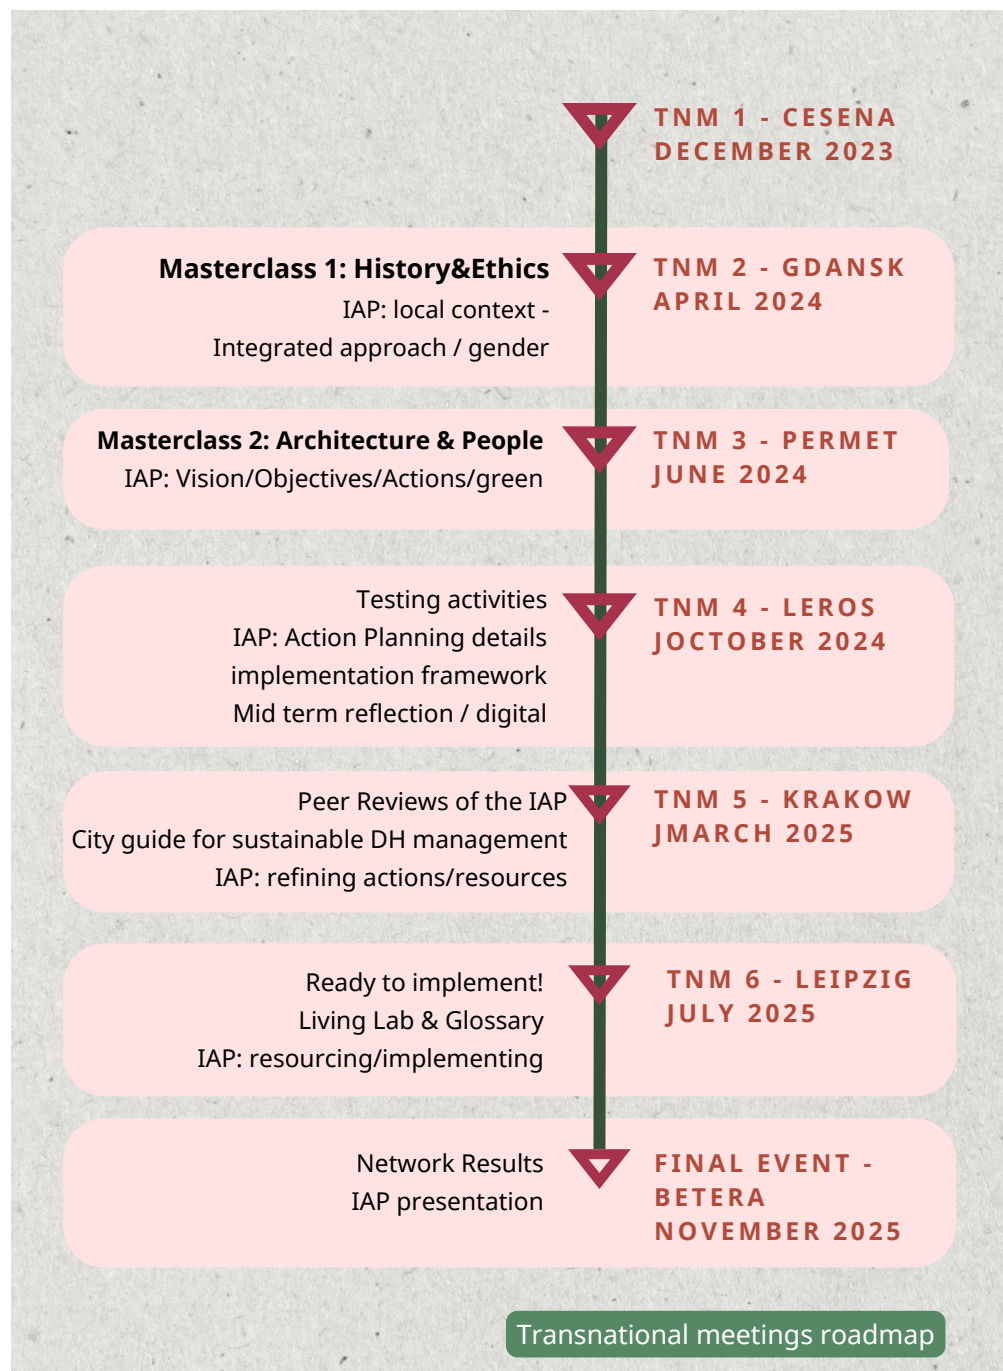 TNM 1 - CESENA
DECEMBER 2023
Masterclass 1: History&Ethics
IAP: local context -
Integrated approach / gender
TNM 2 - GDANSK
APRIL 2024
Masterclass 2: Architecture & People
IAP: Vision/Objectives/Actions/green
TNM 3 - PERMET
JUNE 2024
Testing activities
IAP: Action Planning details
implementation framework
Mid term reflection / digital
TNM 4 - LEROS
JOCTOBER 2024
Peer Reviews of the IAP
City guide for sustainable DH management
IAP: refining actions/resources
TNM 5 - KRAKOW
JMARCH 2025
Ready to implement!
Living Lab & Glossary
IAP: resourcing/implementing
TNM 6 - LEIPZIG
JULY 2025
Network Results
IAP presentation
FINAL EVENT -
BETERA
NOVEMBER 2025
Transnational meetings roadmap